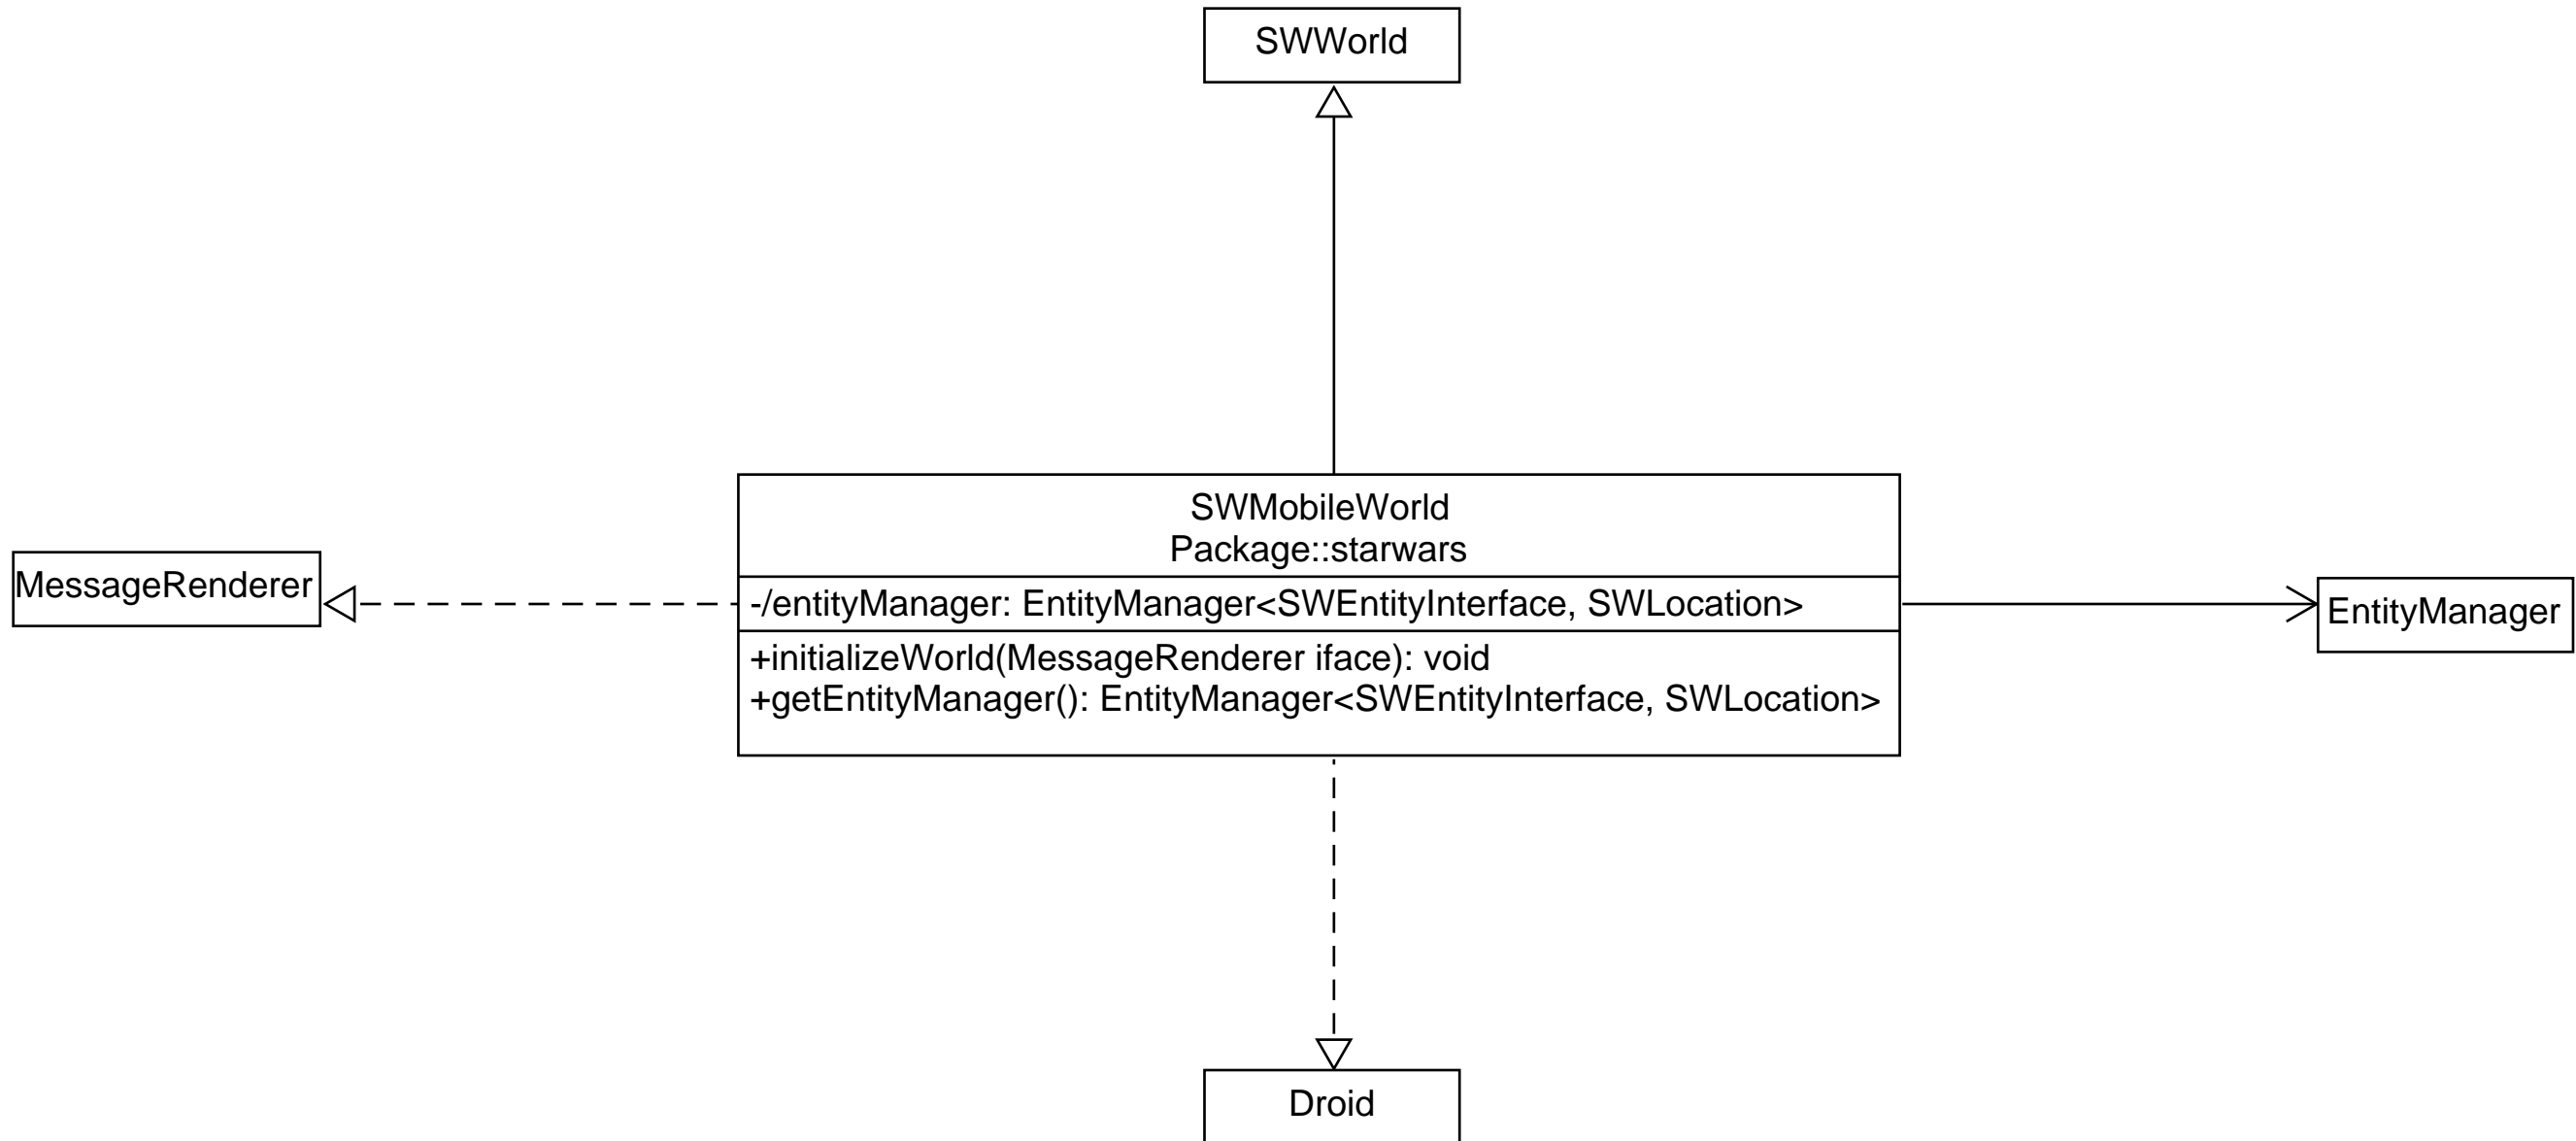 SWWorld
SWMobileWorld
Package::starwars
MessageRenderer
-/entityManager: EntityManager<SWEntityInterface, SWLocation>
EntityManager
+initializeWorld(MessageRenderer iface): void
+getEntityManager(): EntityManager<SWEntityInterface, SWLocation>
Droid